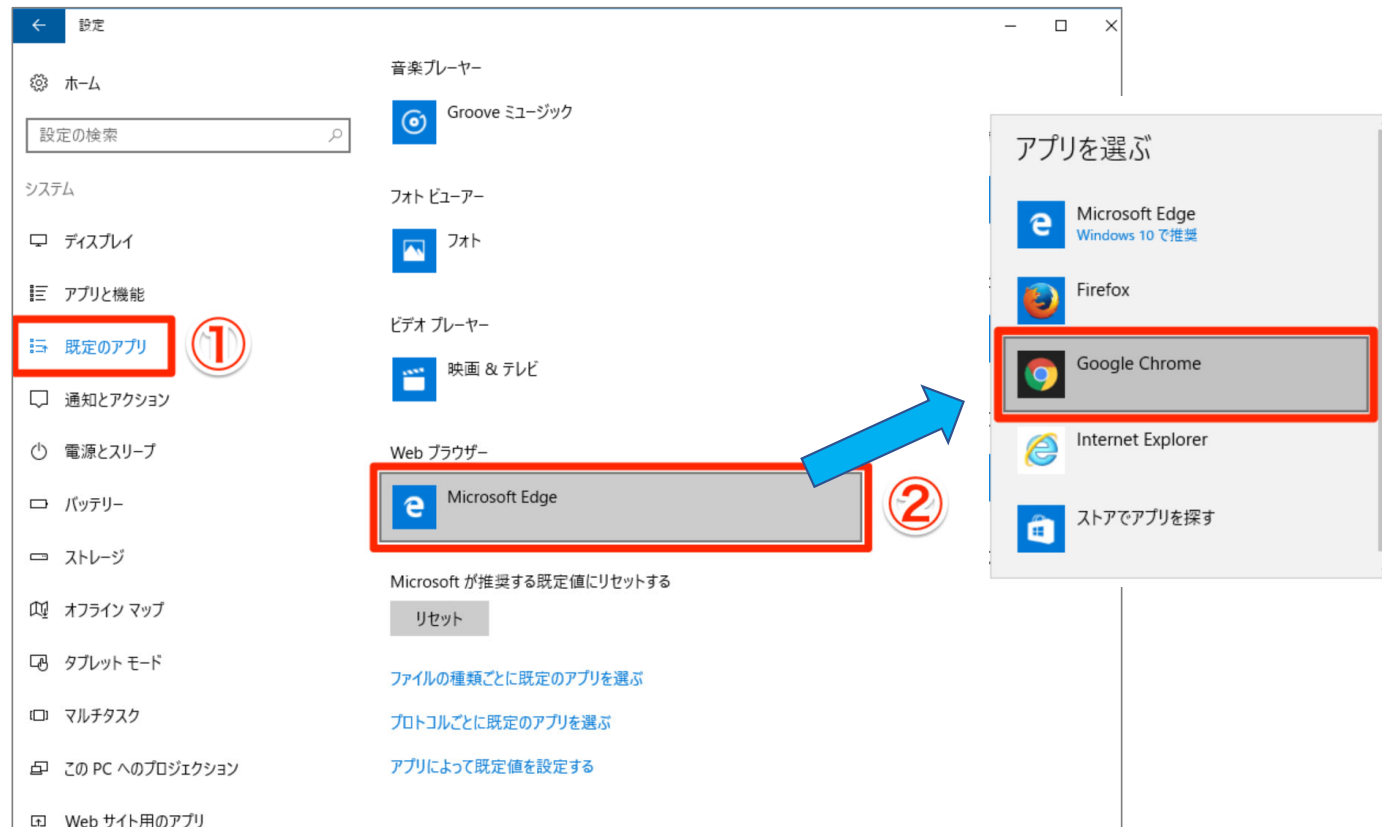 設定
ホーム
設定の検索
システム
ディスプレイ
アプリと機能
既定のアプリ
①
通知とアクション
電源とスリープ
バッテリー
ストレージ
オフライン マップ
タブレット モード
マルチタスク
この PC へのプロジェクション
Web サイト用のアプリ
音楽プレーヤー
Groove ミュージック
フォト ビューアー
フォト
ビデオ プレーヤー
映画 & テレビ
Web ブラウザー
Microsoft Edge
②
Microsoft が推奨する既定値にリセットする
リセット
ファイルの種類ごとに既定のアプリを選ぶ
プロトコルごとに既定のアプリを選ぶ
アプリによって既定値を設定する
アプリを選ぶ
Microsoft Edge
Windows 10 で推奨
Firefox
Google Chrome
Internet Explorer
ストアでアプリを探す